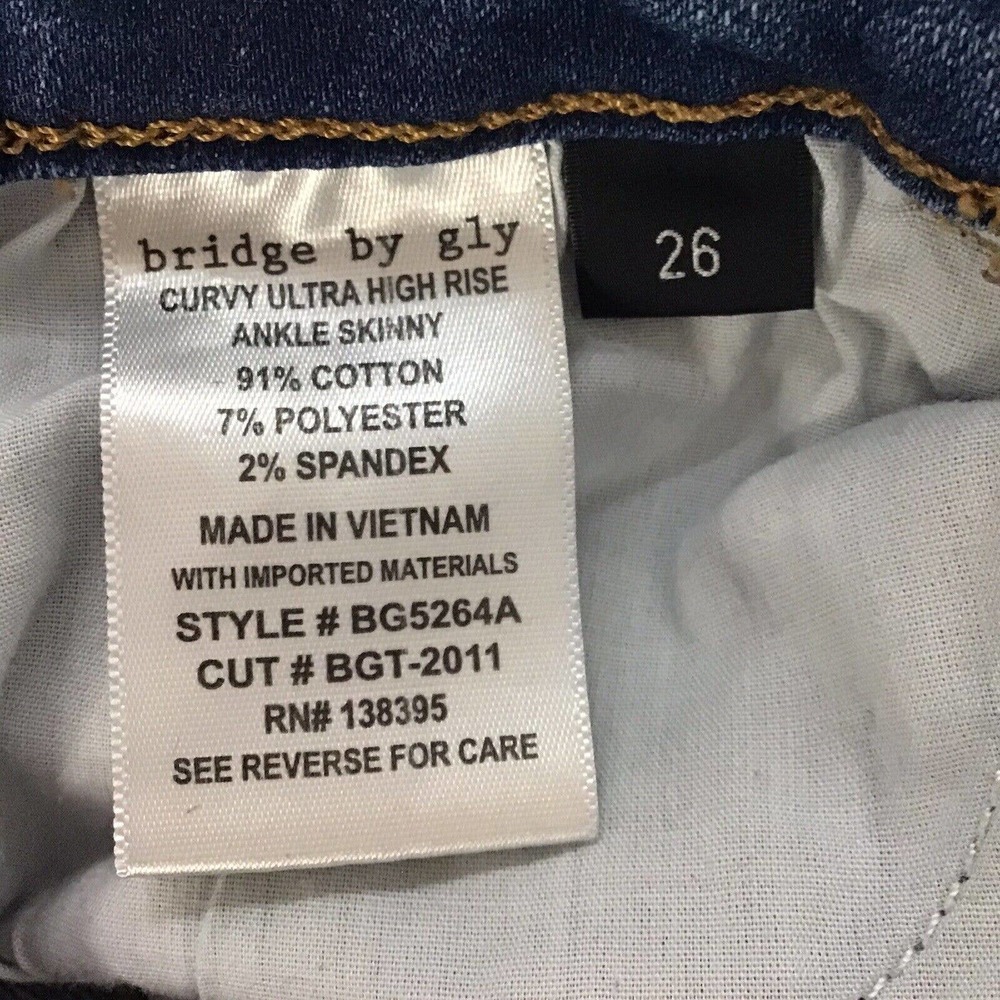 bridge by gly
CURVY ULTRA HIGH RISE
ANKLE SKINNY
91% COTTON
7% POLYESTER
2% SPANDEX
MADE IN VIETNAM
WITH IMPORTED MATERIALS
STYLE # BG5264A
CUT # BGT-2011
RN# 138395
SEE REVERSE FOR CARE
26